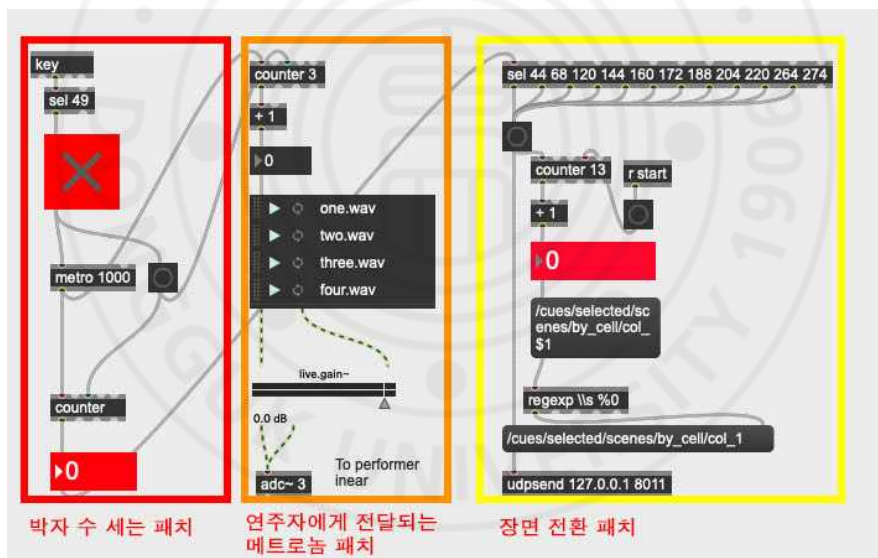 key
sel 49
metro 1000
counter
0
박자 수 세는 패치
counter 3
+ 1
0
one.wav
two.wav
three.wav
four.wav
live.gain~
0.0 dB
To performer
inear
adc~ 3
연주자에게 전달되는
메트로놈 패치
sel 44 68 120 144 160 172 188 204 220 264 274
counter 13
r start
+ 1
0
/cues/selected/sc
enes/by_cell/col_
$1
regexp \\s %0
/cues/selected/scenes/by_cell/col_1
udpsend 127.0.0.1 8011
장면 전환 패치
DONGGUK UNIVERSITY 1906